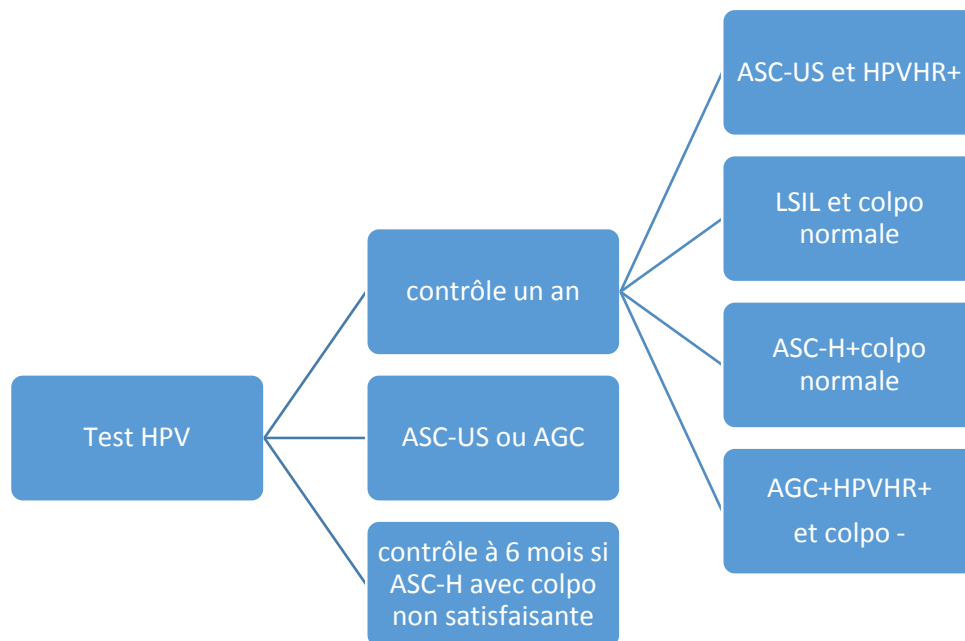 Test HPV
contrôle un an
ASC-US et HPVHR+
LSIL et colpo
normale
ASC-H+colpo
normale
AGC+HPVHR+
et colpo -
ASC-US ou AGC
contrôle à 6 mois si
ASC-H avec colpo
non satisfaisante